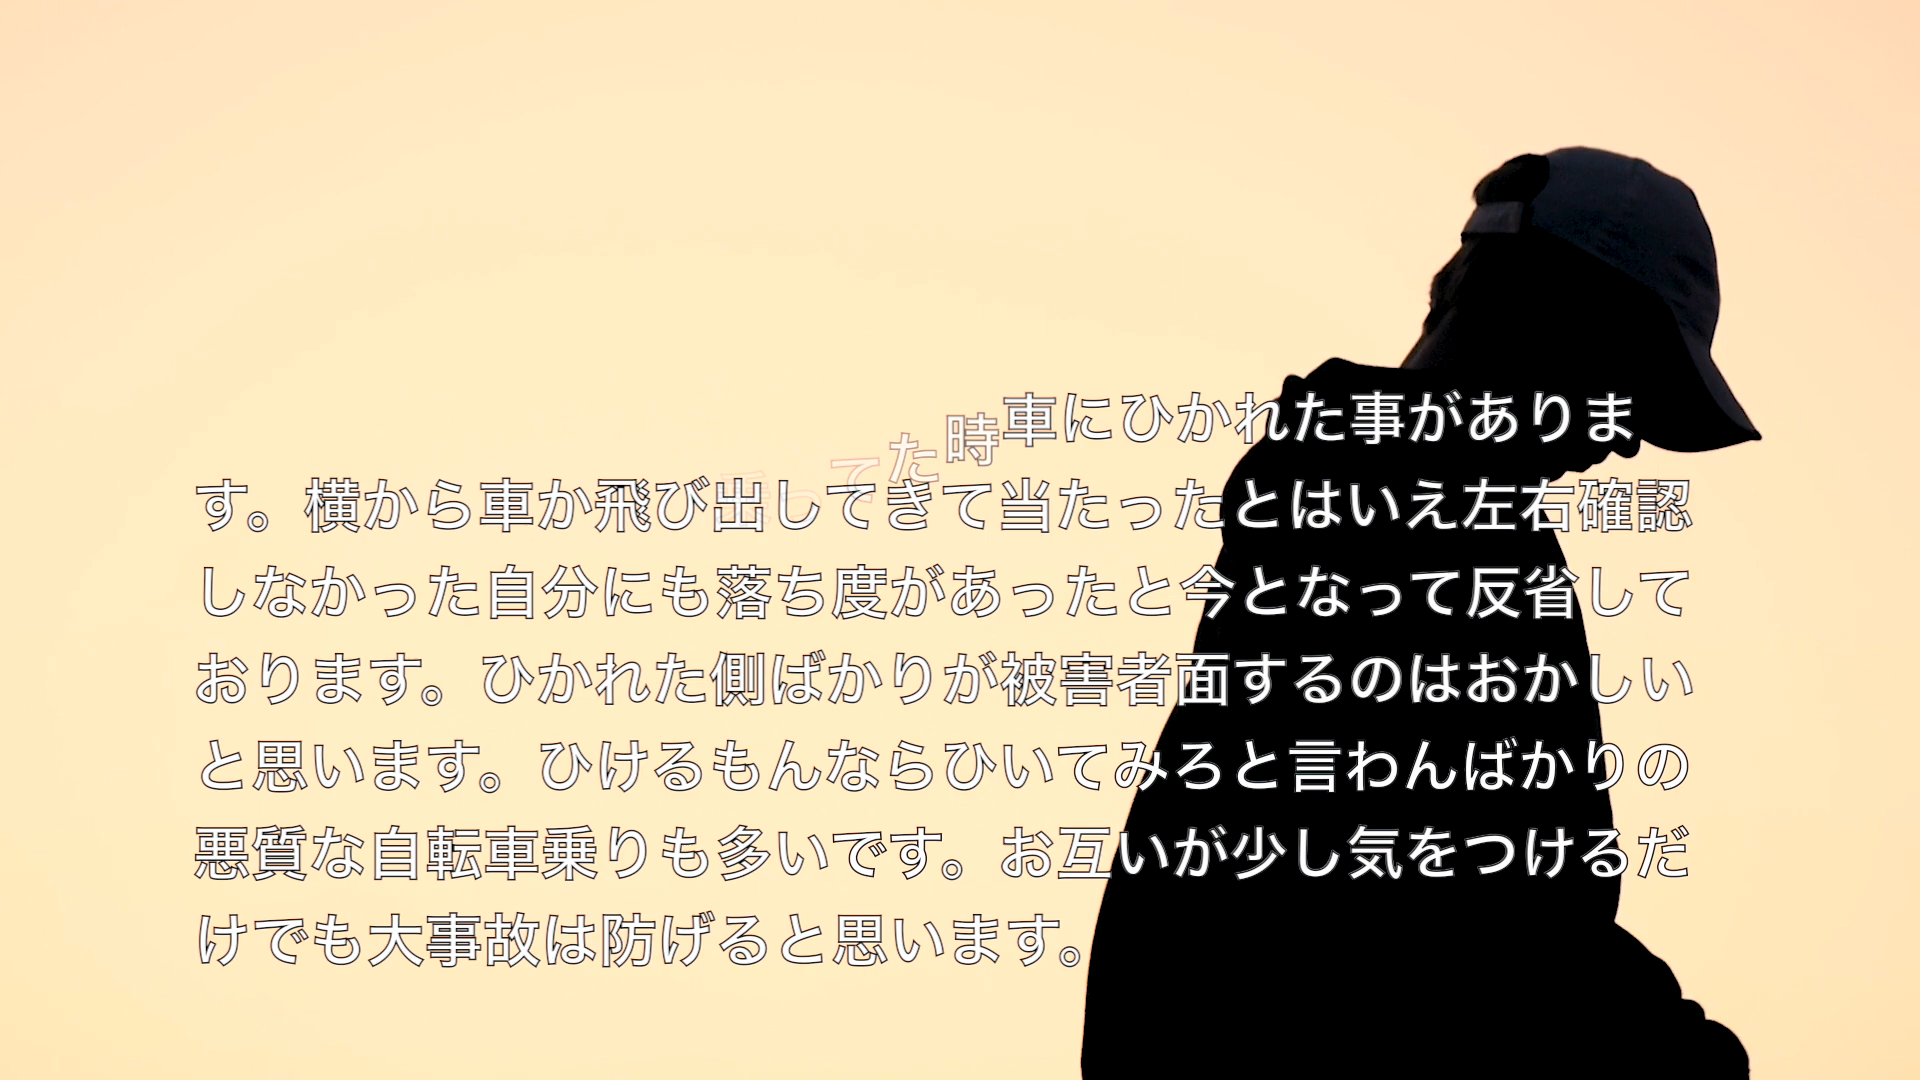 乗ってた時車にひかれた事がありま
す。横から車か飛び出してきて当たったとはいえ左右確認
しなかった自分にも落ち度があったと今となって反省して
おります。ひかれた側ばかりが被害者面するのはおかしい
と思います。ひけるもんならひいてみろと言わんばかりの
悪質な自転車乗りも多いです。お互いが少し気をつけるだ
けでも大事故は防げると思います。